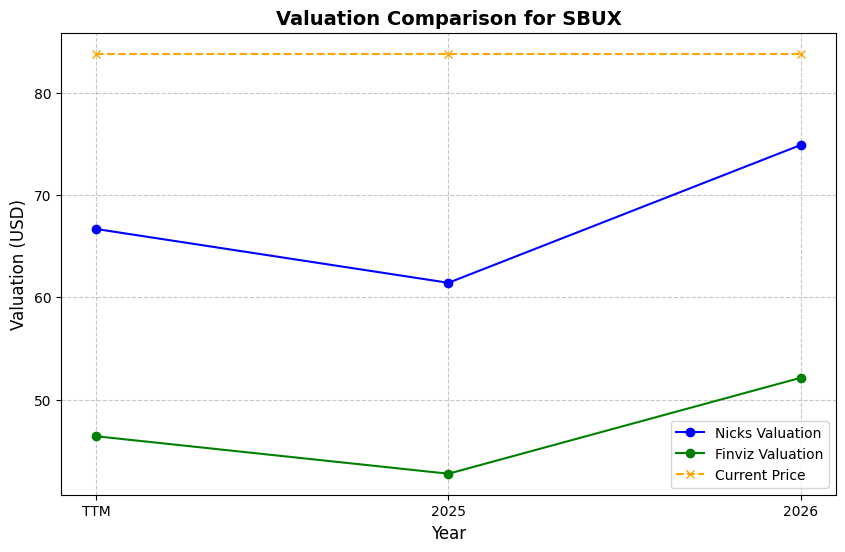 Valuation Comparison for SBUX
Valuation (USD)
80
70
60
50
TTM
2025
2026
Year
Nicks Valuation
Finviz Valuation
Current Price